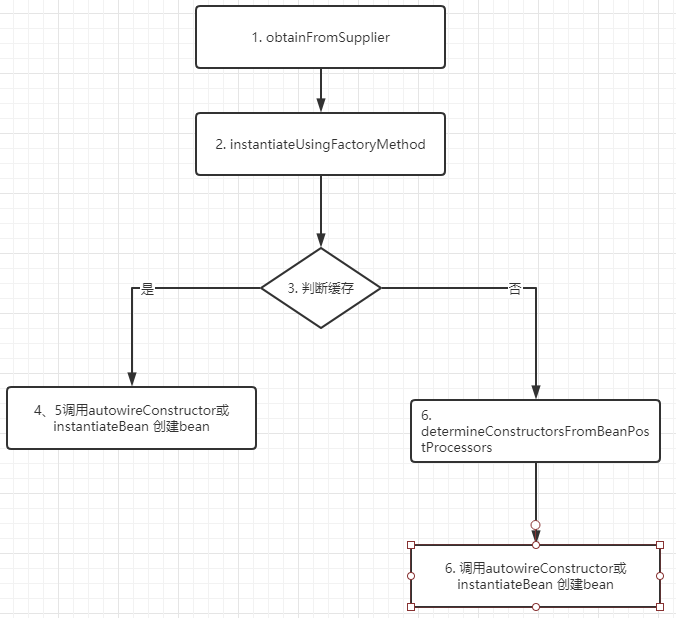 1. obtainFromSupplier
2. instantiateUsingFactoryMethod
3. 判断缓存
是
否
4、5调用autowireConstructor或
instantiateBean 创建bean
6.
determineConstructorsFromBeanPos
tProcessors
6. 调用autowireConstructor或
instantiateBean 创建bean